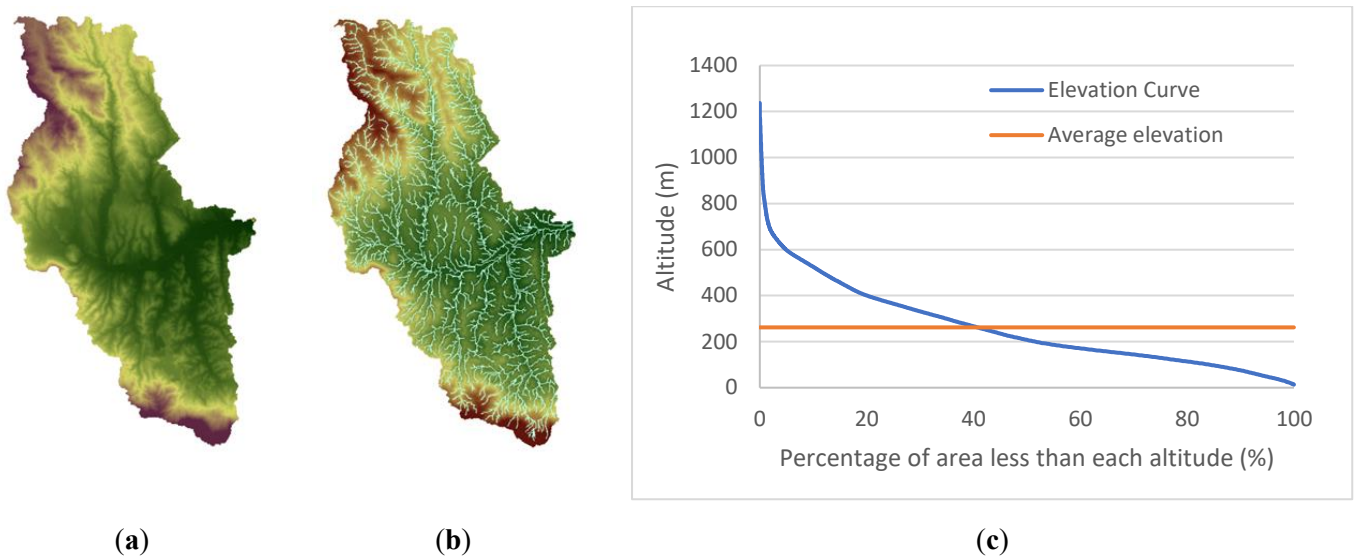 1400
1200
1000
800
600
400
200
0
Altitude (m)
Elevation Curve
Average elevation
0 20 40 60 80 100
Percentage of area less than each altitude (%)
(a) (b) (c)